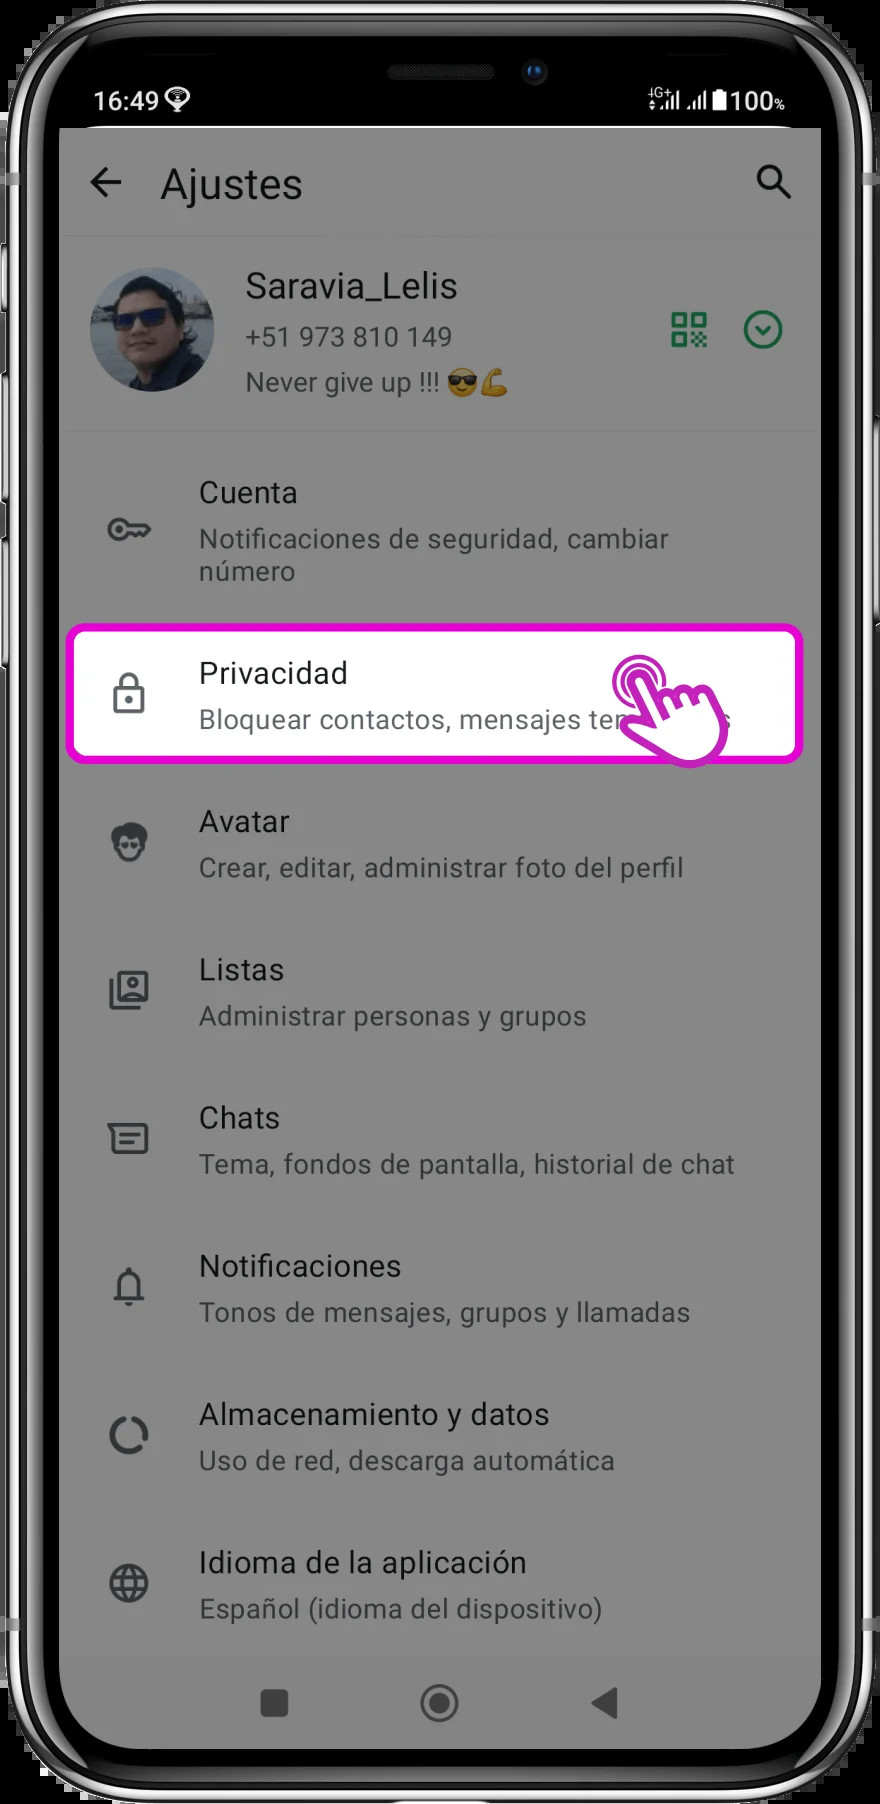 16:49 4G+ 100%
Ajustes
Saravia_Lelis
+51 973 810 149
Never give up !!! 😎💪
Cuenta
Notificaciones de seguridad, cambiar
número
Privacidad
Bloquear contactos, mensajes
Avatar
Crear, editar, administrar foto del perfil
Listas
Administrar personas y grupos
Chats
Tema, fondos de pantalla, historial de chat
Notificaciones
Tonos de mensajes, grupos y llamadas
Almacenamiento y datos
Uso de red, descarga automática
Idioma de la aplicación
Español (idioma del dispositivo)